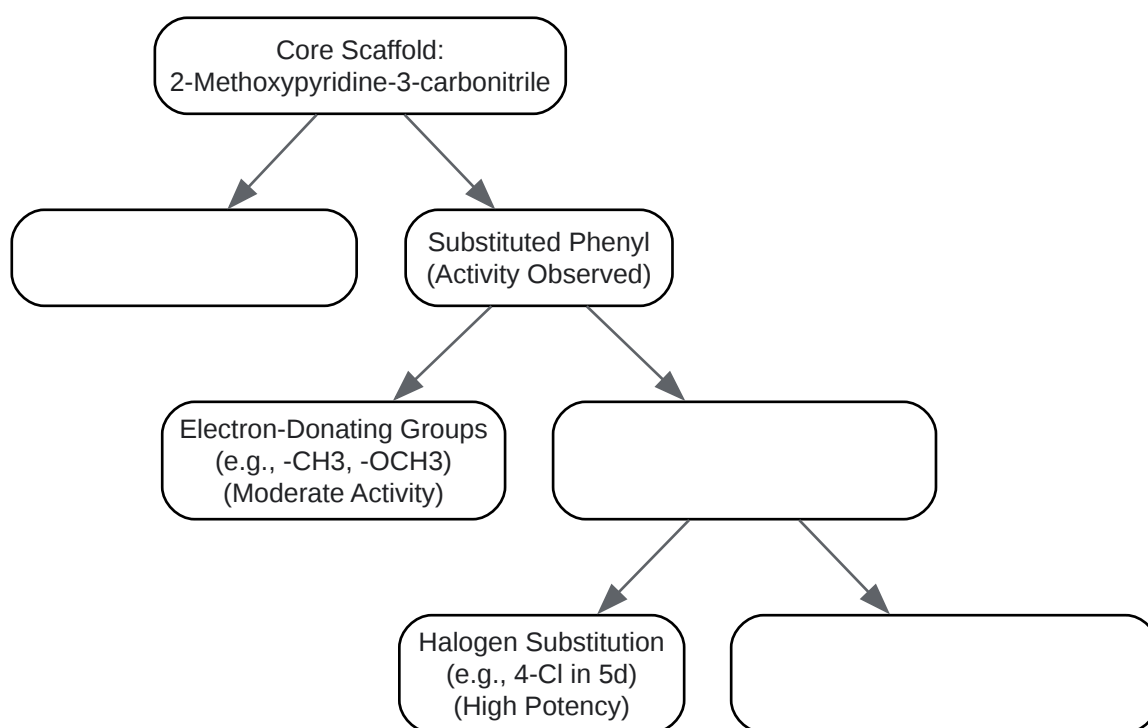 Core Scaffold:
2-Methoxypyridine-3-carbonitrile
Substituted Phenyl
(Activity Observed)
Electron-Donating Groups
(e.g., -CH3, -OCH3)
(Moderate Activity)
Halogen Substitution
(e.g., 4-Cl in 5d)
(High Potency)